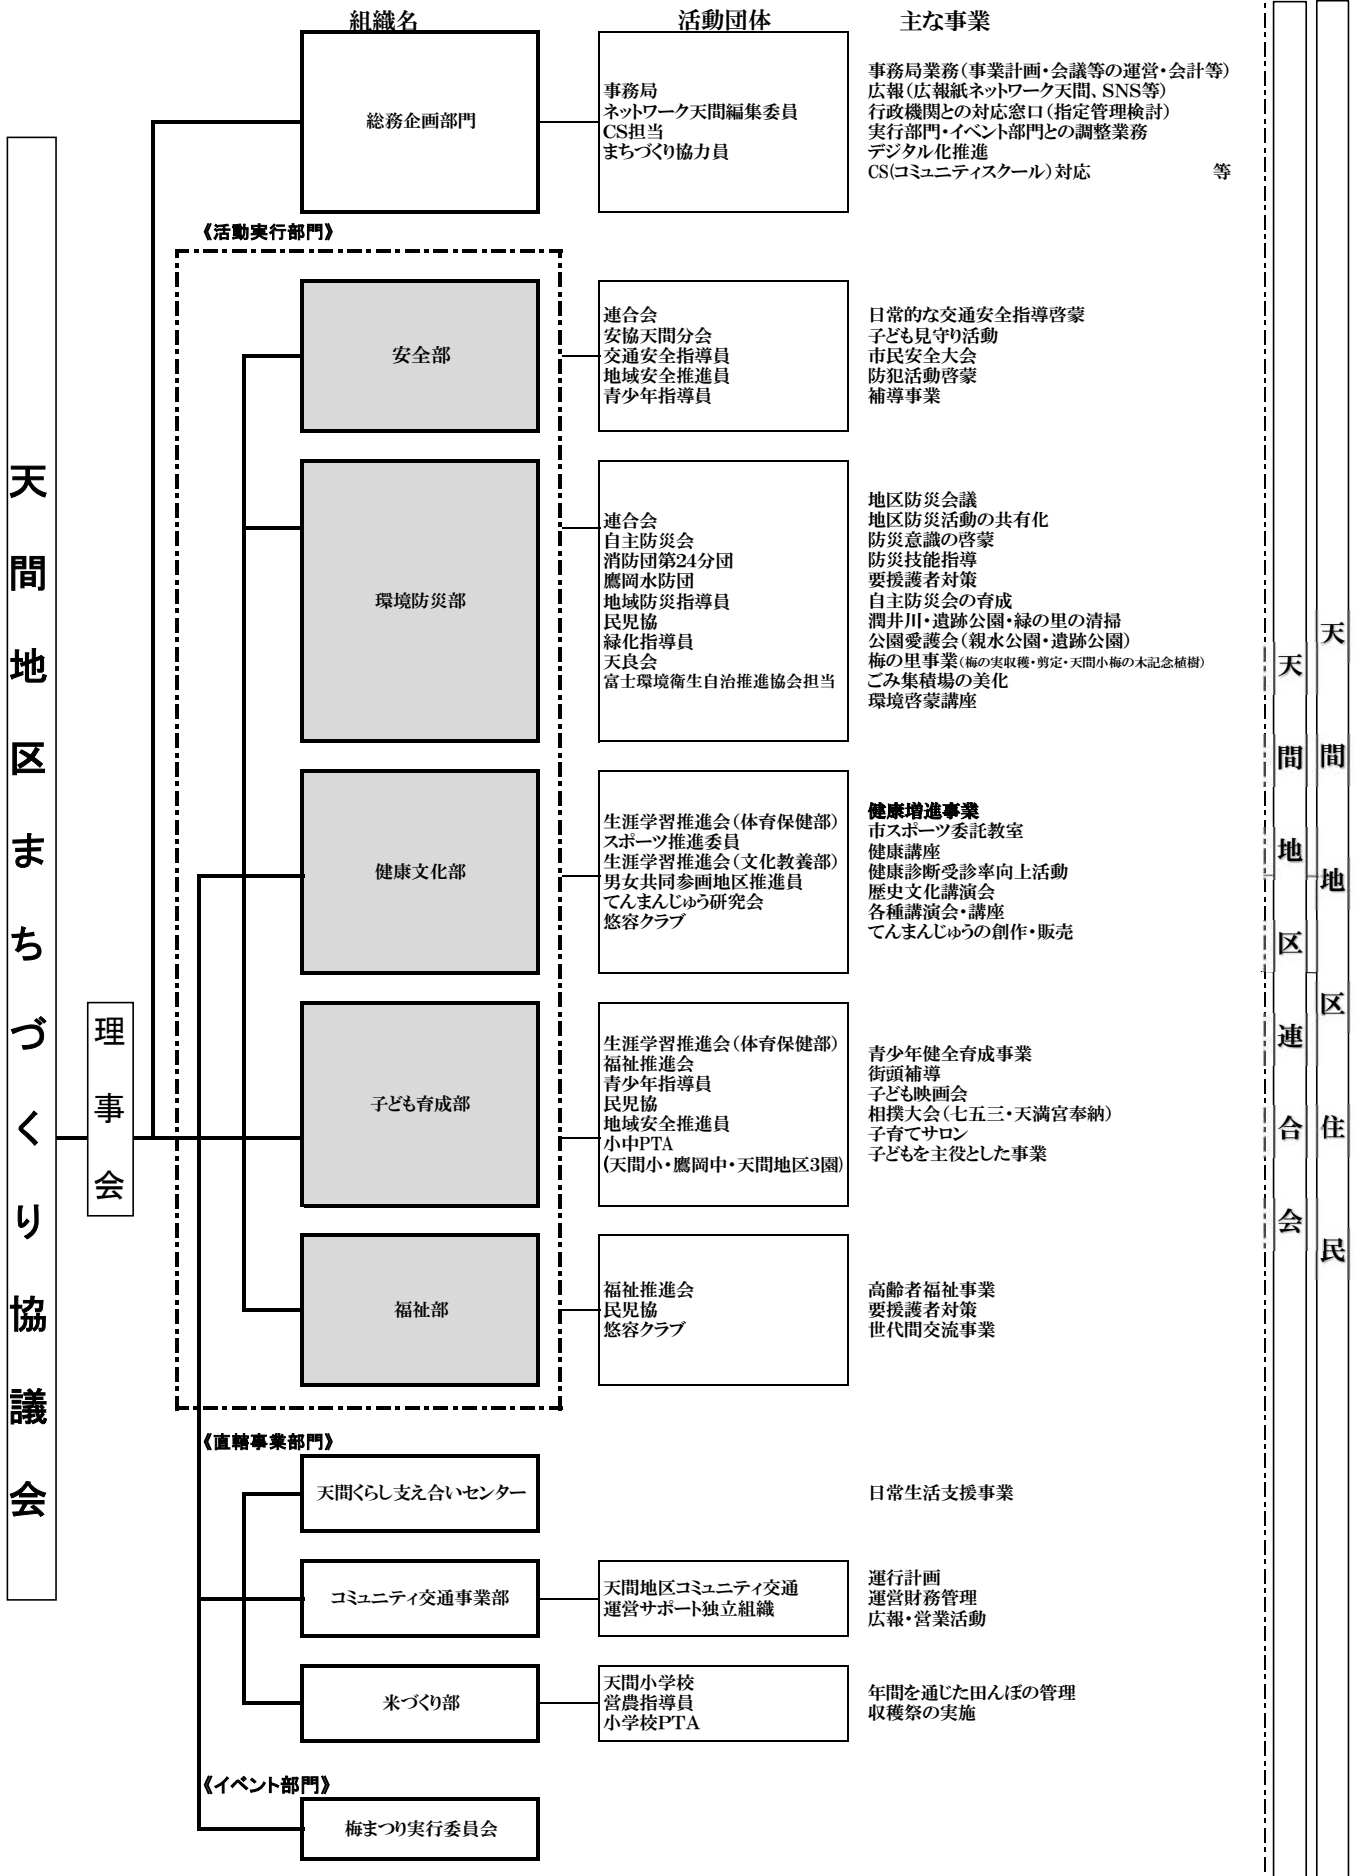 組織名
活動団体
主な事業
天間地区まちづくり協議会
理事会
総務企画部門
事務局
ネットワーク天間編集委員
CS担当
まちづくり協力員
事務局業務(事業計画・会議等の運営・会計等)
広報(広報紙ネットワーク天間、SNS等)
行政機関との対応窓口(指定管理検討)
実行部門・イベント部門との調整業務
デジタル化推進
CS(コミュニティスクール)対応 等
《活動実行部門》
安全部
連合会
安協天間分会
交通安全指導員
地域安全推進員
青少年指導員
日常的な交通安全指導啓蒙
子ども見守り活動
市民安全大会
防犯活動啓蒙
補導事業
環境防災部
連合会
自主防災会
消防団第24分団
鷹岡水防団
地域防災指導員
民児協
緑化指導員
天良会
富士環境衛生自治推進協会担当
地区防災会議
地区防災活動の共有化
防災意識の啓蒙
防災技能指導
要援護者対策
自主防災会の育成
潤井川・遺跡公園・緑の里の清掃
公園愛護会(親水公園・遺跡公園)
梅の里事業(梅の実収穫・剪定・天間小梅の木記念植樹)
ごみ集積場の美化
環境啓蒙講座
健康文化部
生涯学習推進会(体育保健部)
スポーツ推進委員
生涯学習推進会(文化教養部)
男女共同参画地区推進員
てんまんじゅう研究会
悠容クラブ
健康増進事業
市スポーツ委託教室
健康講座
健康診断受診率向上活動
歴史文化講演会
各種講演会・講座
てんまんじゅうの創作・販売
子ども育成部
生涯学習推進会(体育保健部)
福祉推進会
青少年指導員
民児協
地域安全推進員
小中PTA
(天間小・鷹岡中・天間地区3園)
青少年健全育成事業
街頭補導
子ども映画会
相撲大会(七五三・天満宮奉納)
子育てサロン
子どもを主役とした事業
福祉部
福祉推進会
民児協
悠容クラブ
高齢者福祉事業
要援護者対策
世代間交流事業
《直轄事業部門》
天間くらし支え合いセンター
日常生活支援事業
コミュニティ交通事業部
天間地区コミュニティ交通
運営サポート独立組織
運行計画
運営財務管理
広報・営業活動
米づくり部
天間小学校
営農指導員
小学校PTA
年間を通じた田んぼの管理
収穫祭の実施
《イベント部門》
梅まつり実行委員会
天間地区連合会
天間地区住民